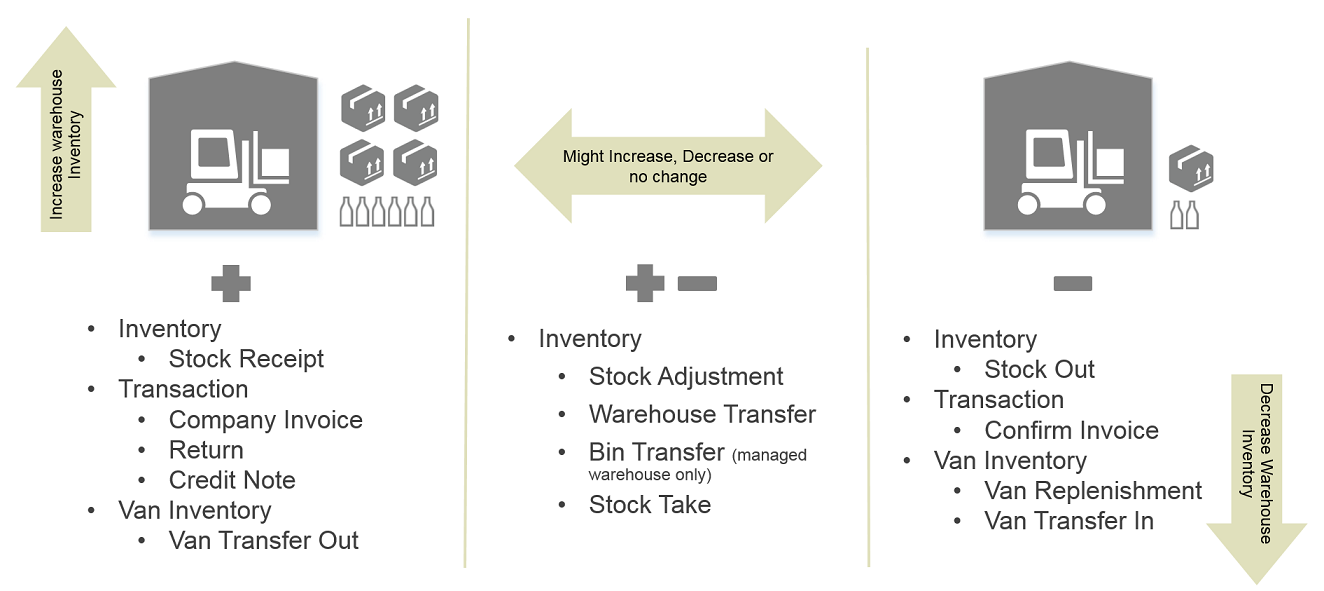 Increase warehouse
Inventory
• Inventory
• Stock Receipt
• Transaction
• Company Invoice
• Return
• Credit Note
• Van Inventory
• Van Transfer Out
Might Increase, Decrease or
no change
• Inventory
• Stock Adjustment
• Warehouse Transfer
• Bin Transfer (managed
warehouse only)
• Stock Take
• Inventory
• Stock Out
• Transaction
• Confirm Invoice
• Van Inventory
• Van Replenishment
• Van Transfer In
Decrease Warehouse
Inventory